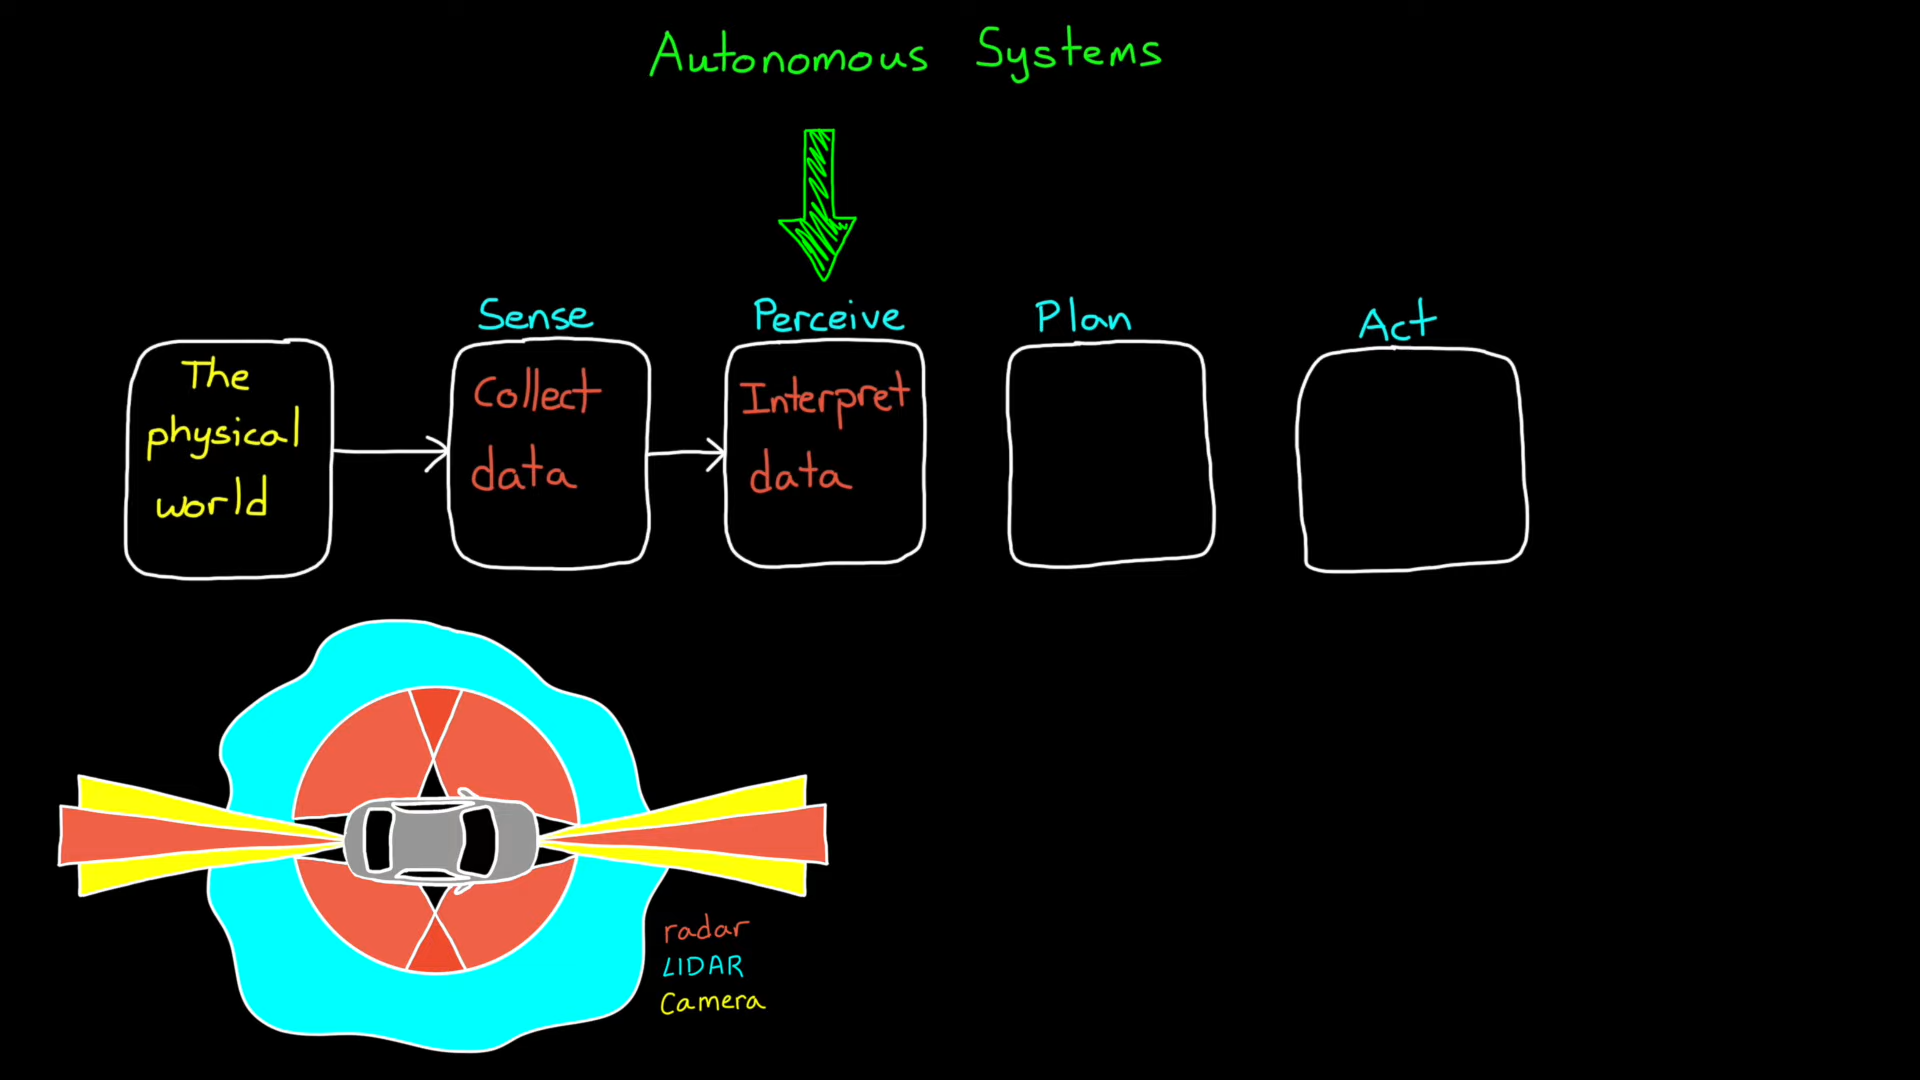 Autonomous Systems
Sense
Perceive
Plan
Act
The
physical
world
Collect
data
Interpret
data
radar
LIDAR
Camera